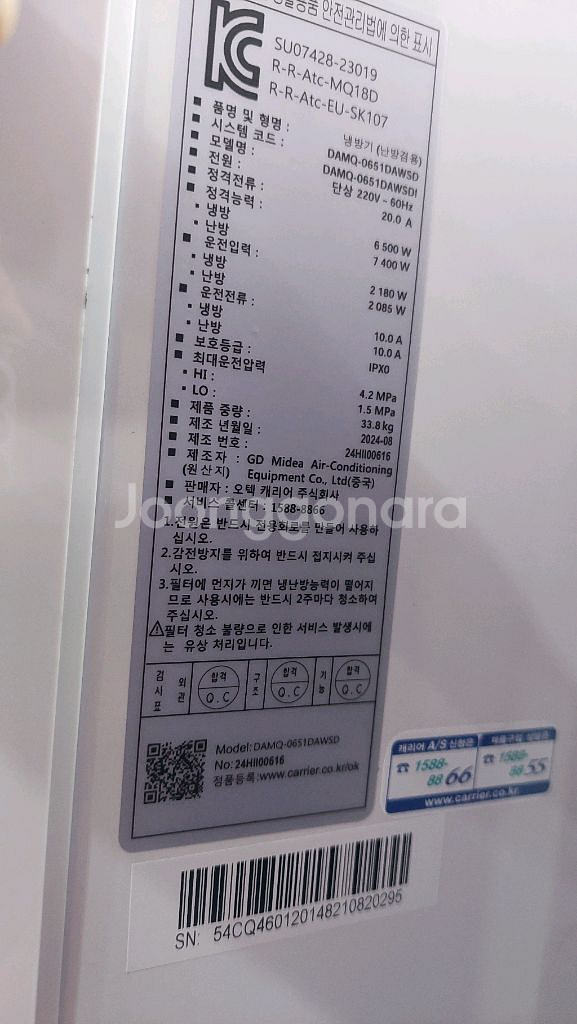 안전관리법에 의한 표시
SU07428-23019
R-R-Atc-MQ18D
R-R-Atc-EU-SK107
■ 품명 및 형명 : 냉방기 (난방겸용)
■ 시스템 코드 : DAMQ-0651DAWSD
■ 모델명 : DAMQ-0651DAWSDI
■ 전원 : 단상 220V ~ 60Hz
■ 정격전류 : 20.0 A
■ 정격능력 :
· 냉방 6 500 W
· 난방 7 400 W
■ 운전입력 :
· 냉방 2 180 W
· 난방 2 085 W
■ 운전전류 :
· 냉방 10.0 A
· 난방 10.0 A
■ 보호등급 : IPX0
■ 최대운전압력
· HI : 4.2 MPa
· LO : 1.5 MPa
■ 제품 중량 : 33.8 kg
■ 제조 년월일 : 2024-08
■ 제조 번호 : 24HII00616
■ 제조자 : GD Midea Air-Conditioning
(원산지) Equipment Co., Ltd(중국)
■ 판매자 : 오텍 캐리어 주식회사
■ 서비스 콜센터 : 1588-8866
Joonggonara
1.전원은 반드시 전용회로를 만들어 사용하
십시오.
2.감전방지를 위하여 반드시 접지시켜 주십
시오.
3.필터에 먼지가 끼면 냉난방능력이 떨어지
므로 사용시에는 반드시 2주마다 청소하여
주십시오.
⚠필터 청소 불량으로 인한 서비스 발생시에
는 유상 처리입니다.
검사표 외관 합격 Q.C 구조 합격 Q.C 기능 합격 Q.C
Model: DAMQ-0651DAWSD
No: 24HII00616
정품등록:www.carrier.co.kr/ok
캐리어 A/S 신청은
☎ 1588-
8866
제품구입 상담은
☎ 1588-
8855
www.carrier.co.kr
SN: 54CQ460120148210820295